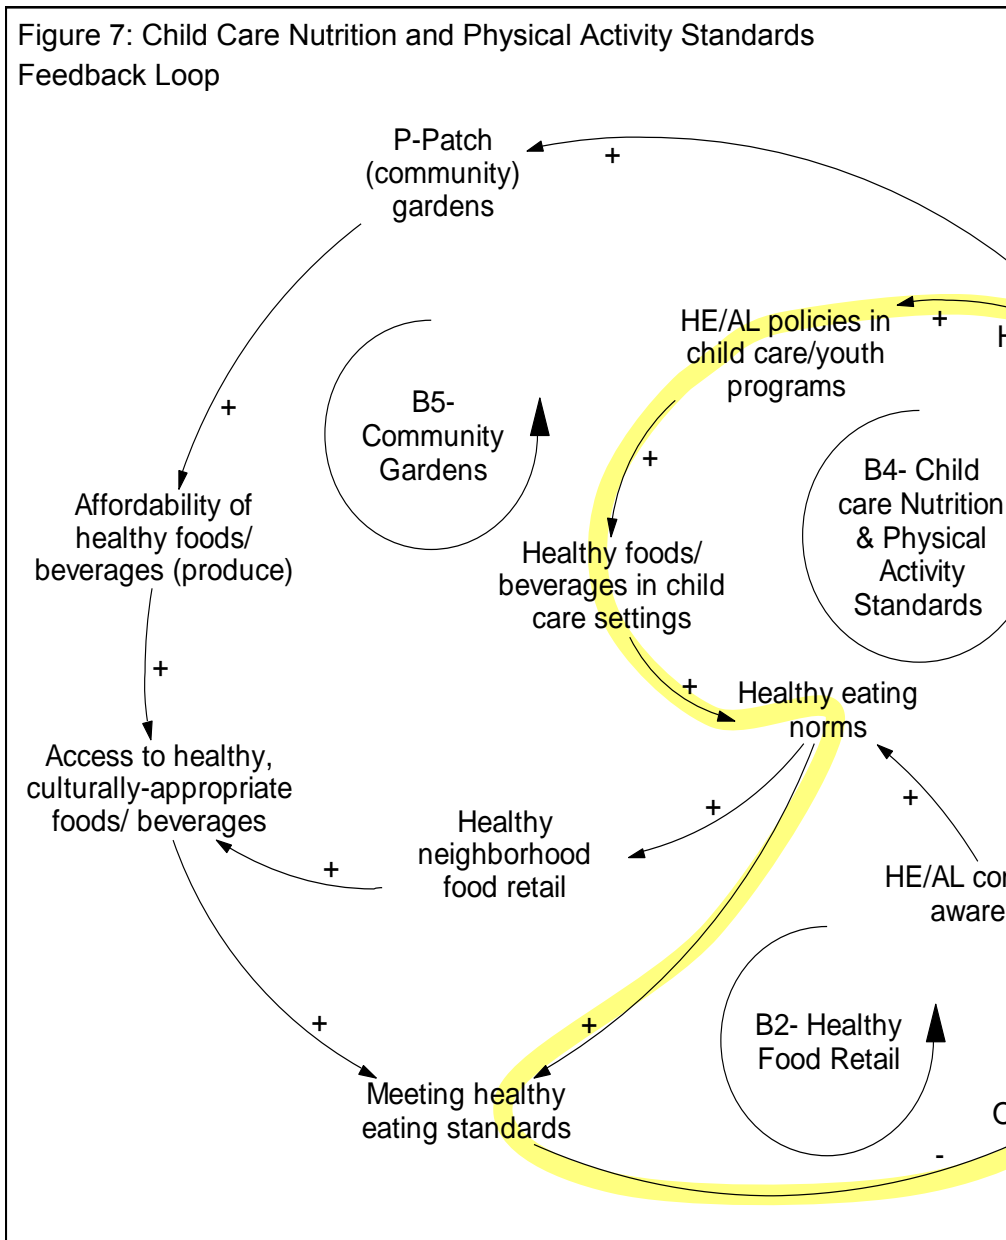 Figure 7: Child Care Nutrition and Physical Activity Standards
Feedback Loop
P-Patch
(community)
gardens
+
HE/AL policies in
child care/youth
programs
+
H
B5-
Community
Gardens
+
+
B4- Child
care Nutrition
& Physical
Activity
Standards
Affordability of
healthy foods/
beverages (produce)
Healthy foods/
beverages in child
care settings
+
+
Healthy eating
norms
Access to healthy,
culturally-appropriate
foods/ beverages
+
+
Healthy
neighborhood
food retail
+
HE/AL
aware
+
+
B2- Healthy
Food Retail
Meeting healthy
eating standards
C
-